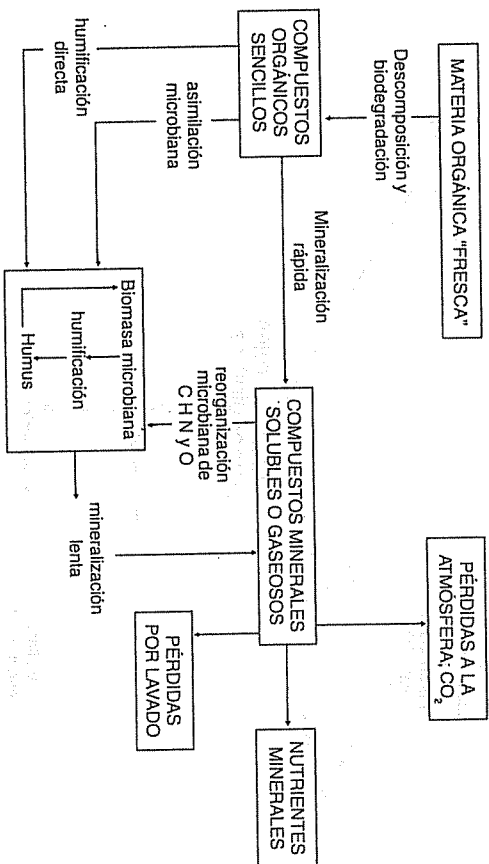 MATERIA ORGÁNICA "FRESCA"
Descomposición y
biodegradación
COMPUESTOS
ORGÁNICOS
SENCILLOS
humificación
directa
asimilación
microbiana
Mineralización
rápida
Biomasa microbiana
humificación
Humus
reorganización
microbiana de
C H N y O
mineralización
lenta
COMPUESTOS MINERALES
SOLUBLES O GASEOSOS
PÉRDIDAS A LA
ATMÓSFERA; CO₂
PÉRDIDAS
POR LAVADO
NUTRIENTES
MINERALES